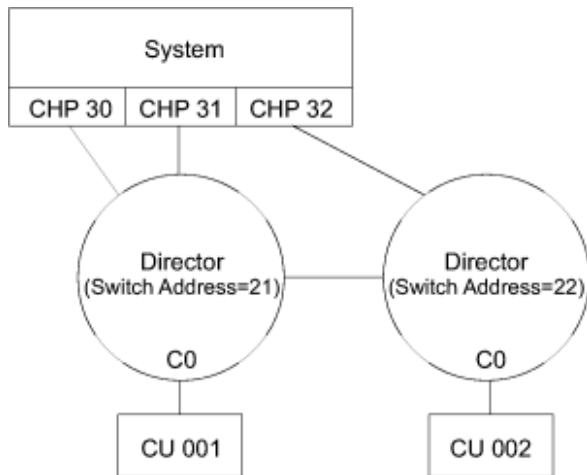 System
CHP 30 CHP 31 CHP 32
Director Director
(Switch Address=21) (Switch Address=22)
C0 C0
CU 001 CU 002